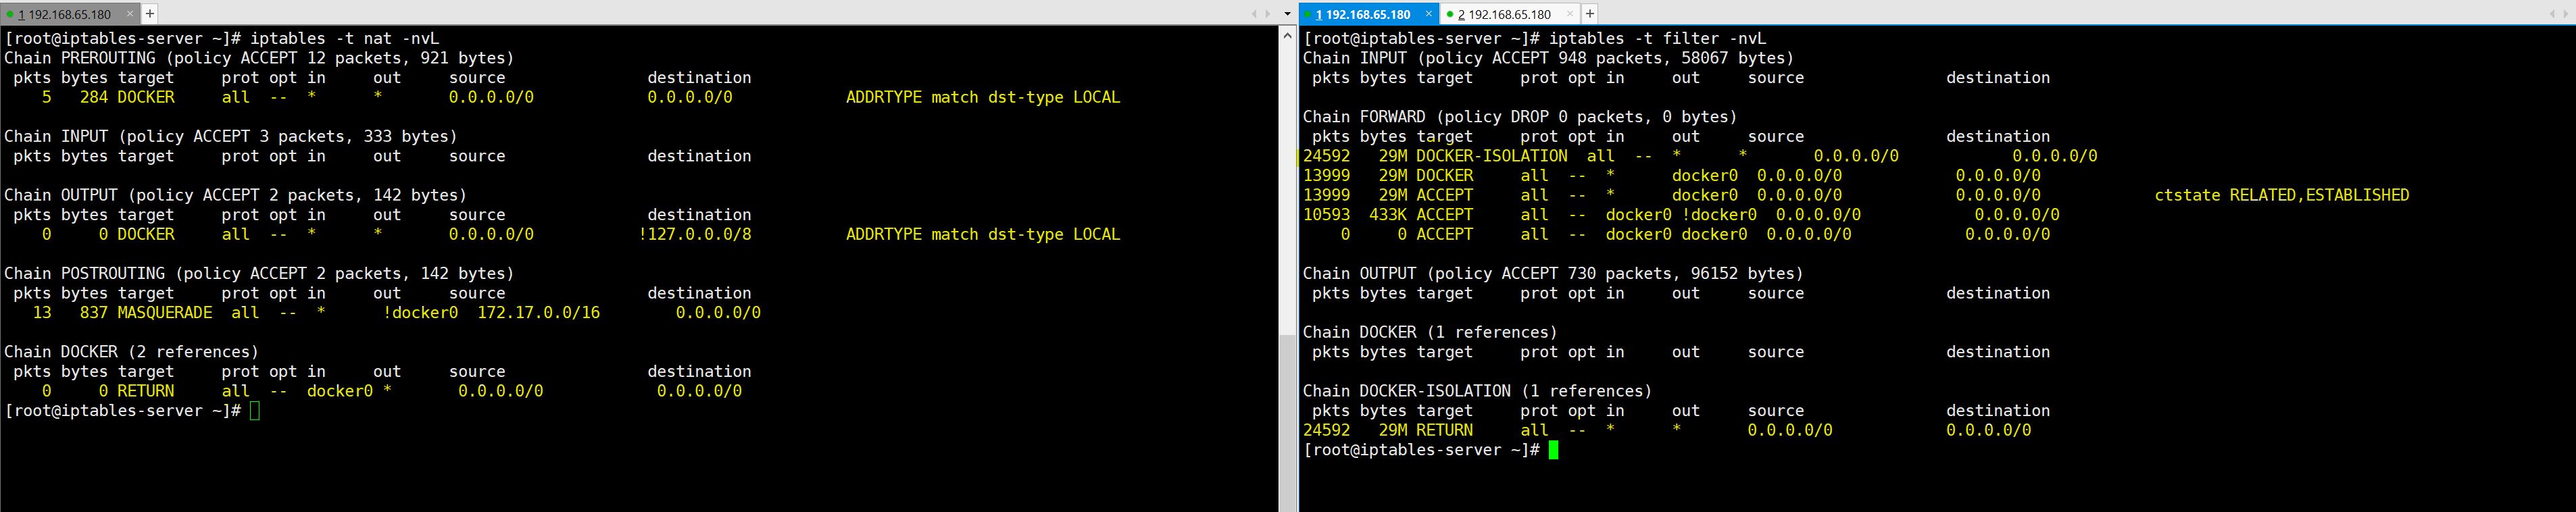 1 192.168.65.180 × +
[root@iptables-server ~]# iptables -t nat -nvL
Chain PREROUTING (policy ACCEPT 12 packets, 921 bytes)
pkts bytes target prot opt in out source destination
5 284 DOCKER all -- * * 0.0.0.0/0 0.0.0.0/0 ADDRTYPE match dst-type LOCAL
Chain INPUT (policy ACCEPT 3 packets, 333 bytes)
pkts bytes target prot opt in out source destination
Chain OUTPUT (policy ACCEPT 2 packets, 142 bytes)
pkts bytes target prot opt in out source destination
0 0 DOCKER all -- * * 0.0.0.0/0 !127.0.0.0/8 ADDRTYPE match dst-type LOCAL
Chain POSTROUTING (policy ACCEPT 2 packets, 142 bytes)
pkts bytes target prot opt in out source destination
13 837 MASQUERADE all -- * !docker0 172.17.0.0/16 0.0.0.0/0
Chain DOCKER (2 references)
pkts bytes target prot opt in out source destination
0 0 RETURN all -- docker0 * 0.0.0.0/0 0.0.0.0/0
[root@iptables-server ~]#
1 192.168.65.180 × 2 192.168.65.180 × +
[root@iptables-server ~]# iptables -t filter -nvL
Chain INPUT (policy ACCEPT 948 packets, 58067 bytes)
pkts bytes target prot opt in out source destination
Chain FORWARD (policy DROP 0 packets, 0 bytes)
pkts bytes target prot opt in out source destination
24592 29M DOCKER-ISOLATION all -- * * 0.0.0.0/0 0.0.0.0/0
13999 29M DOCKER all -- * docker0 0.0.0.0/0 0.0.0.0/0
13999 29M ACCEPT all -- * docker0 0.0.0.0/0 0.0.0.0/0 ctstate RELATED,ESTABLISHED
10593 433K ACCEPT all -- docker0 !docker0 0.0.0.0/0 0.0.0.0/0
0 0 ACCEPT all -- docker0 docker0 0.0.0.0/0 0.0.0.0/0
Chain OUTPUT (policy ACCEPT 730 packets, 96152 bytes)
pkts bytes target prot opt in out source destination
Chain DOCKER (1 references)
pkts bytes target prot opt in out source destination
Chain DOCKER-ISOLATION (1 references)
pkts bytes target prot opt in out source destination
24592 29M RETURN all -- * * 0.0.0.0/0 0.0.0.0/0
[root@iptables-server ~]#